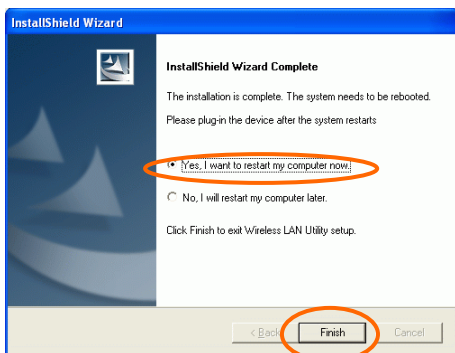 InstallShield Wizard
InstallShield Wizard Complete
The installation is complete. The system needs to be rebooted.
Please plug-in the device after the system restarts
Yes, I want to restart my computer now.
No, I will restart my computer later.
Click Finish to exit Wireless LAN Utility setup.
< Back Finish Cancel